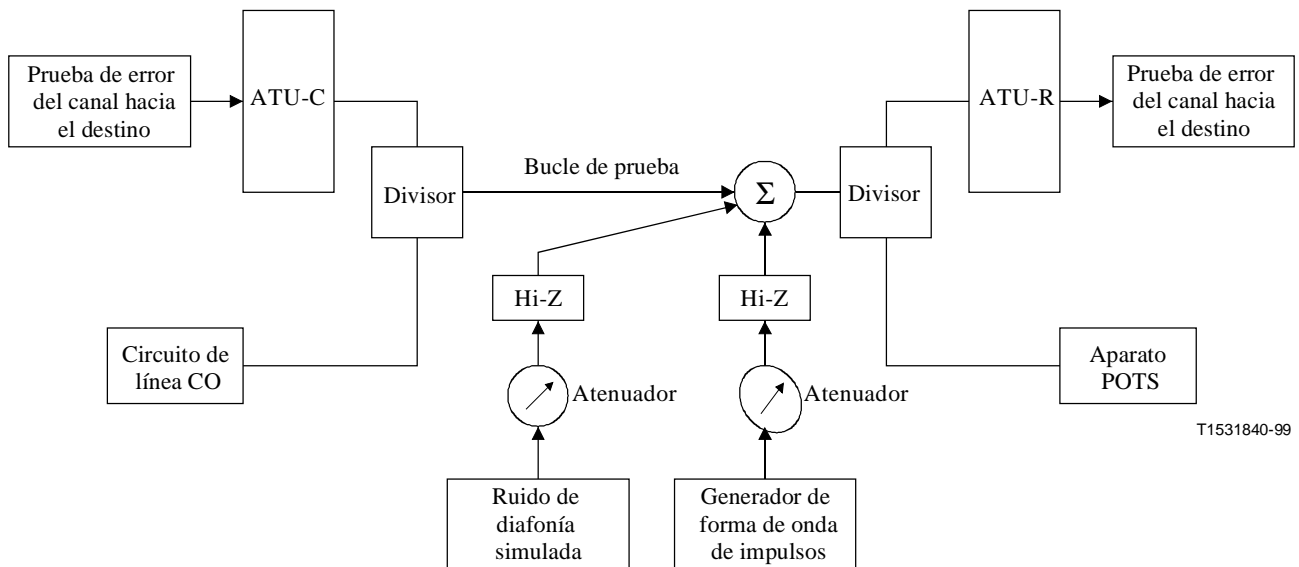 Prueba de error
del canal hacia
el destino
ATU-C
ATU-R
Prueba de error
del canal hacia
el destino
Divisor
Bucle de prueba
Σ
Divisor
Hi-Z
Hi-Z
Circuito de
línea CO
Atenuador
Atenuador
Aparato
POTS
T1531840-99
Ruido de
diafonía
simulada
Generador de
forma de onda
de impulsos